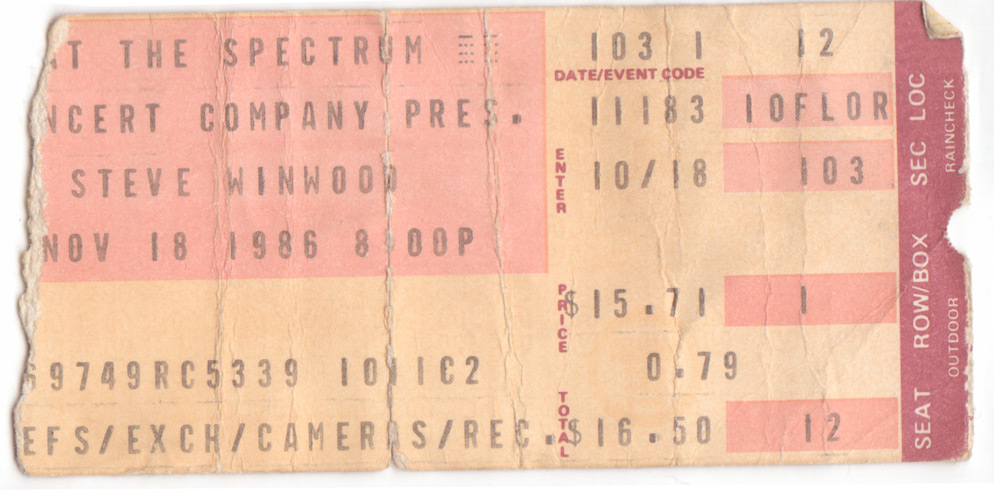 AT THE SPECTRUM
103 1 12
DATE/EVENT CODE
NCERT COMPANY PRES.
11183 10FLOR
STEVE WINWOOD
ENTER 10/18 103
NOV 18 1986 8:00P
PRICE $15.71 1
0.79
69749RC5339 1011C2
EFS/EXCH/CAMERAS/REC.
TOTAL $16.50 12
SEAT ROW/BOX SEC LOC
OUTDOOR RAINCHECK